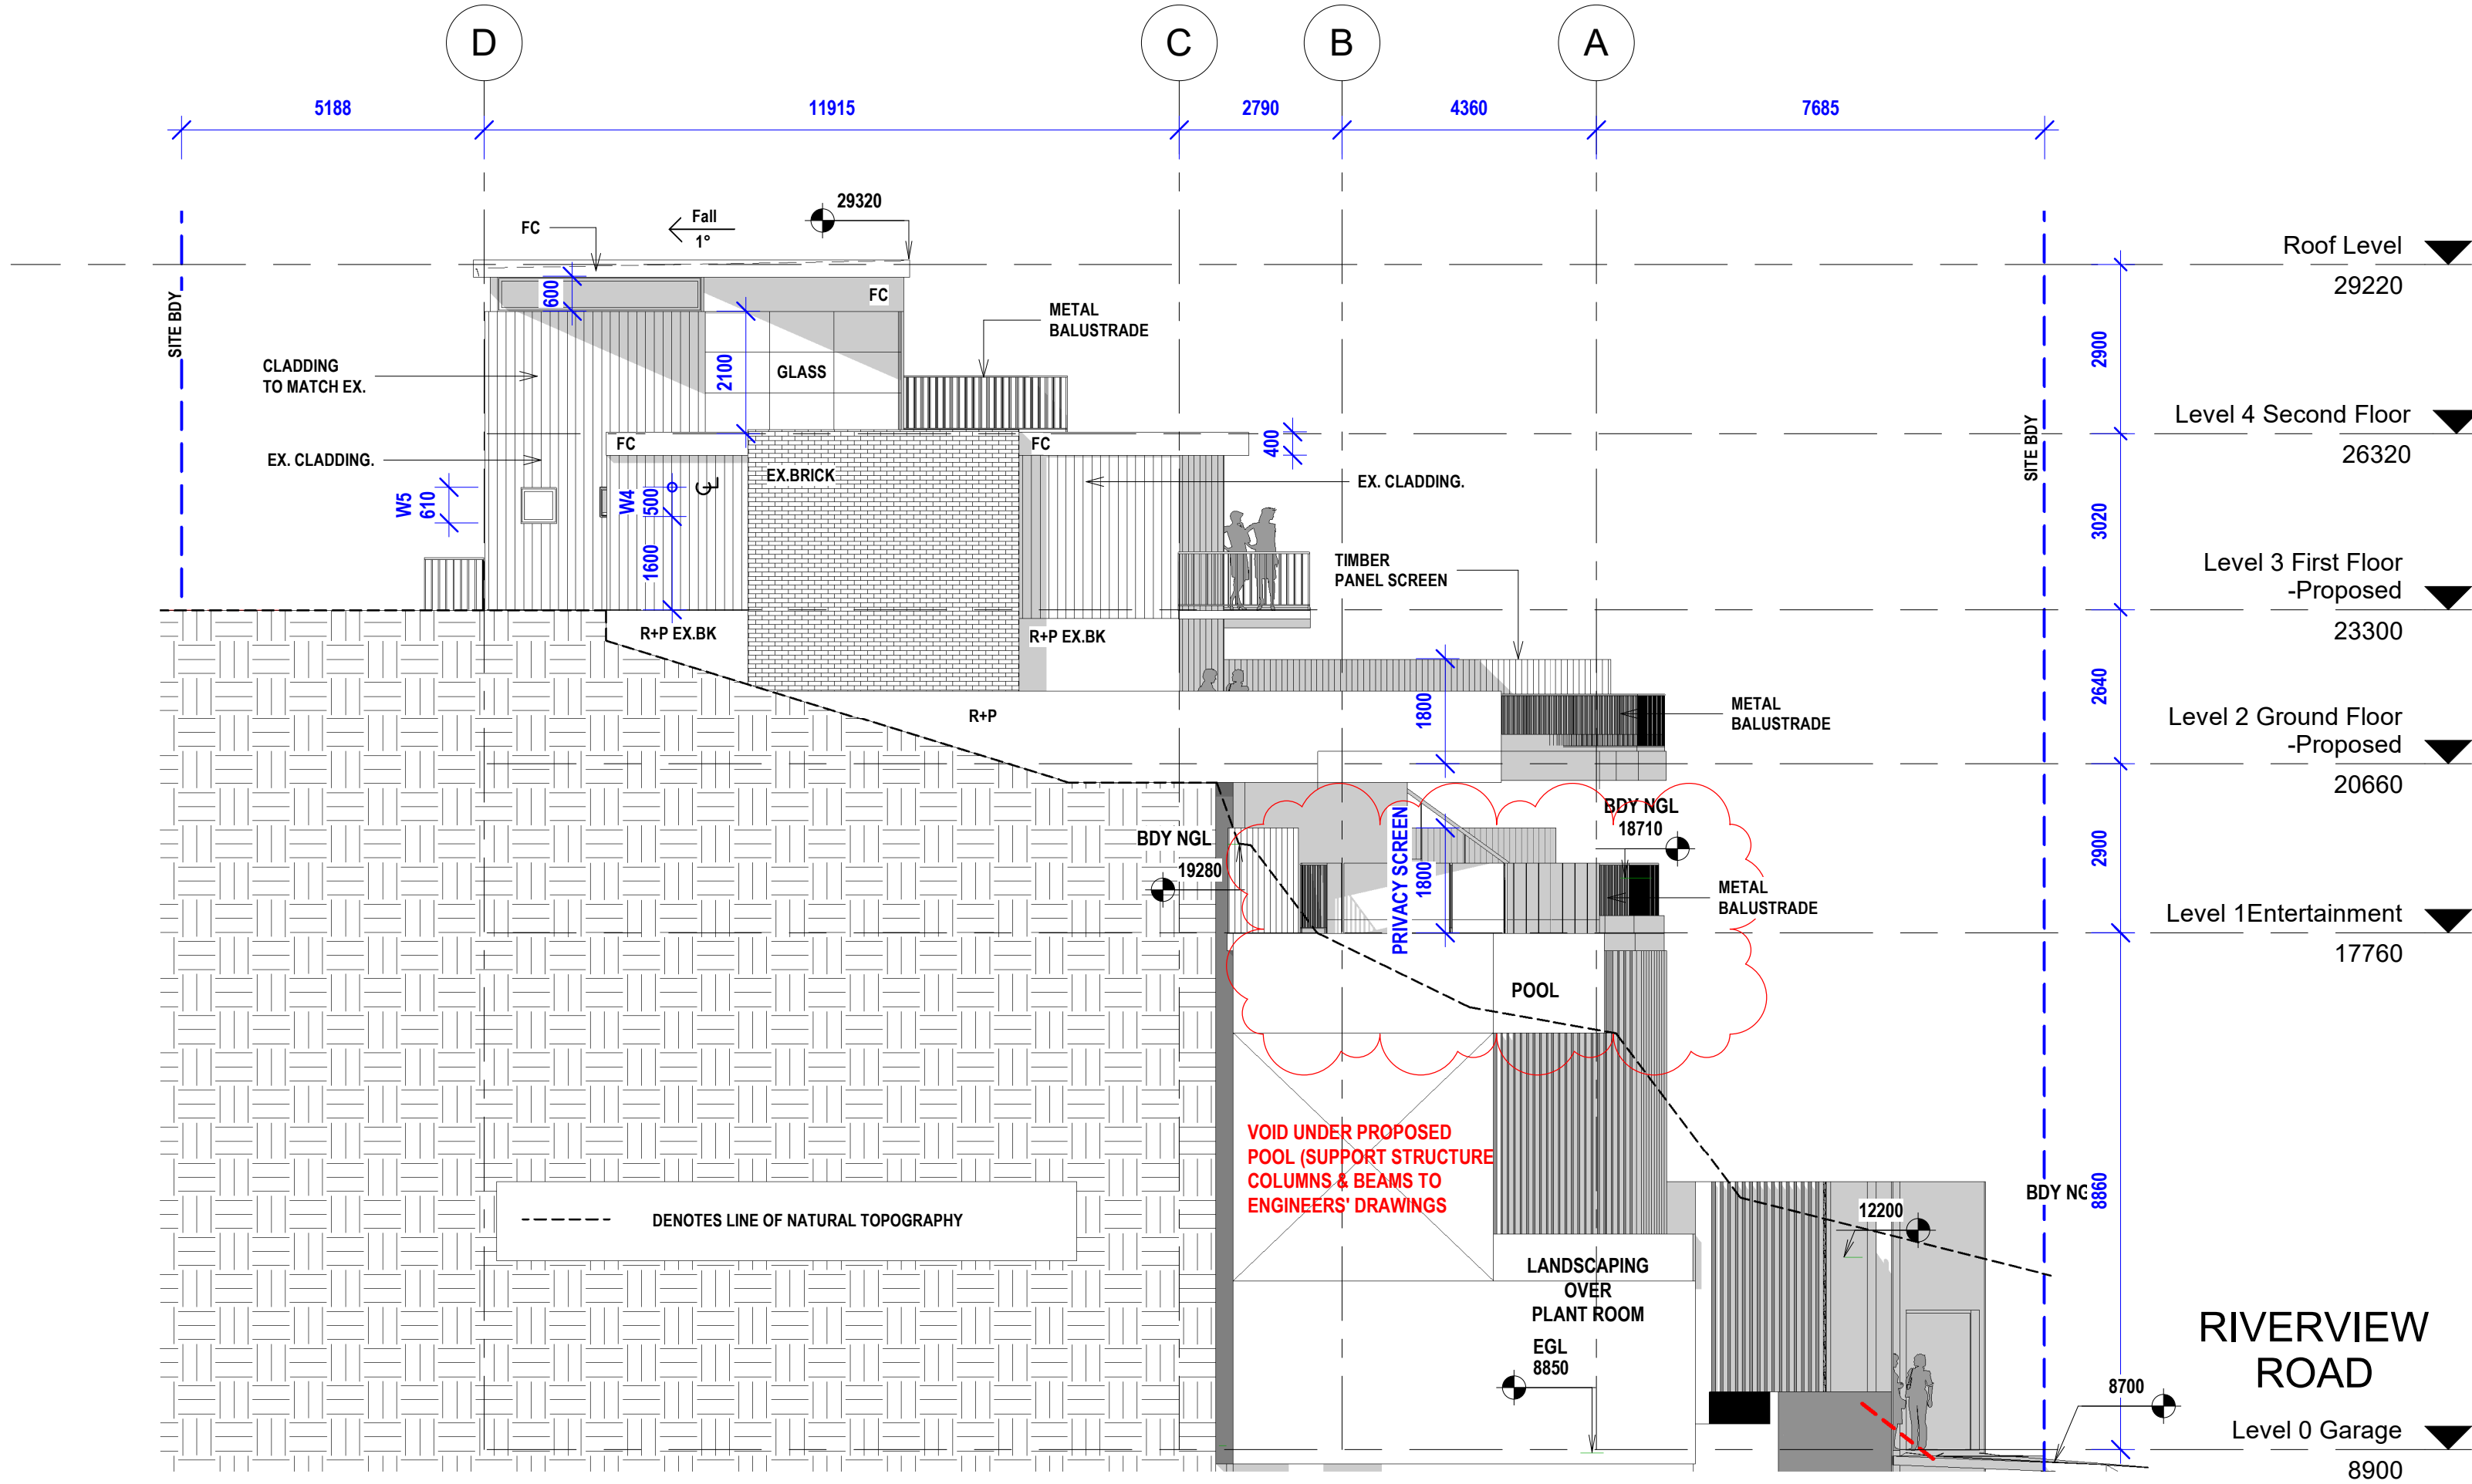 D
C
B
A
5188
11915
2790
4360
7685
29320
Fall
1°
FC
Roof Level
29220
SITE BDY
600
FC
METAL
BALUSTRADE
2900
CLADDING
TO MATCH EX.
2100
GLASS
Level 4 Second Floor
26320
FC
FC
400
SITE BDY
EX. CLADDING.
EX.BRICK
EX. CLADDING.
W5
610
W4
500
CL
3020
1600
TIMBER
PANEL SCREEN
Level 3 First Floor
-Proposed
23300
R+P EX.BK
R+P EX.BK
2640
R+P
1800
METAL
BALUSTRADE
Level 2 Ground Floor
-Proposed
20660
BDY NGL
18710
BDY NGL
19280
PRIVACY SCREEN
1800
2900
METAL
BALUSTRADE
Level 1Entertainment
17760
POOL
VOID UNDER PROPOSED
POOL (SUPPORT STRUCTURE
COLUMNS & BEAMS TO
ENGINEERS' DRAWINGS
8860
BDY NG
12200
DENOTES LINE OF NATURAL TOPOGRAPHY
LANDSCAPING
OVER
PLANT ROOM
EGL
8850
RIVERVIEW
ROAD
8700
Level 0 Garage
8900